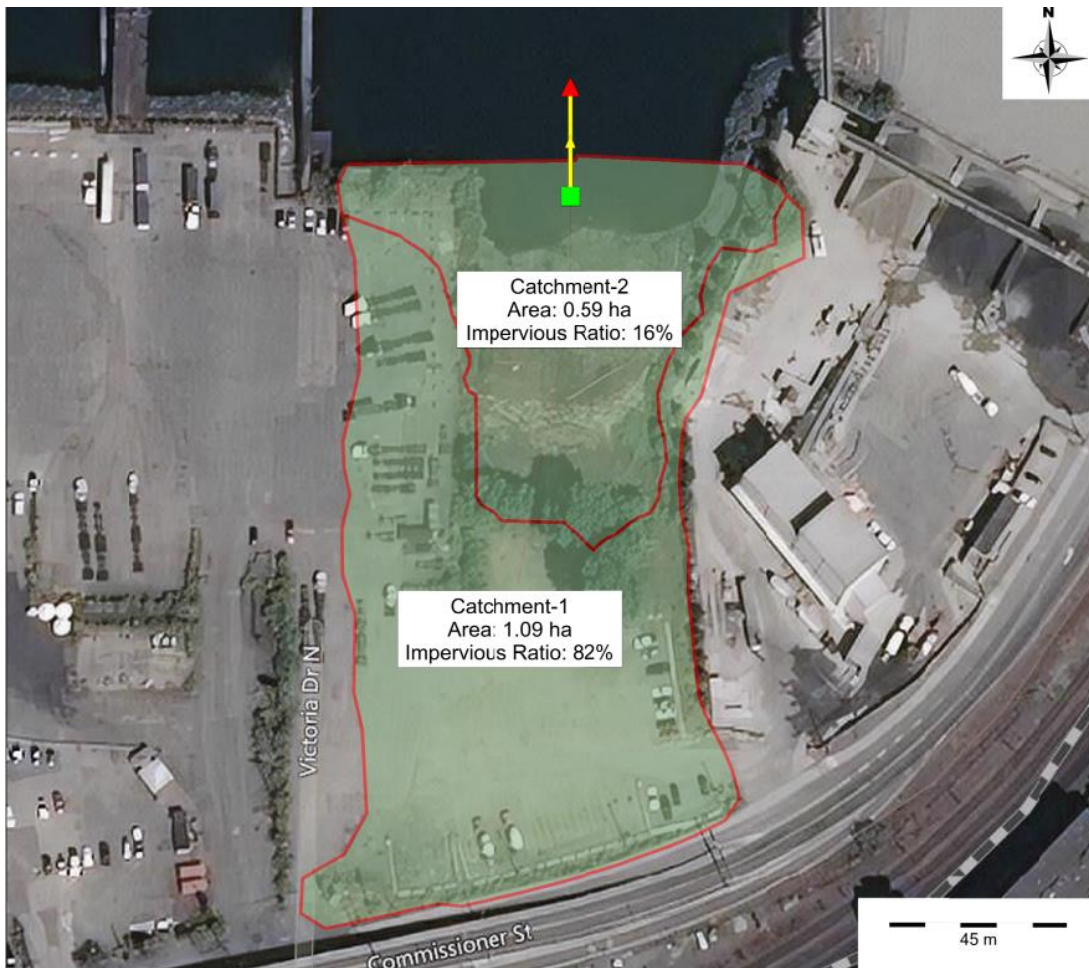 N
Catchment-2
Area: 0.59 ha
Impervious Ratio: 16%
Catchment-1
Area: 1.09 ha
Impervious Ratio: 82%
Victoria Dr N
Commissioner St
45 m